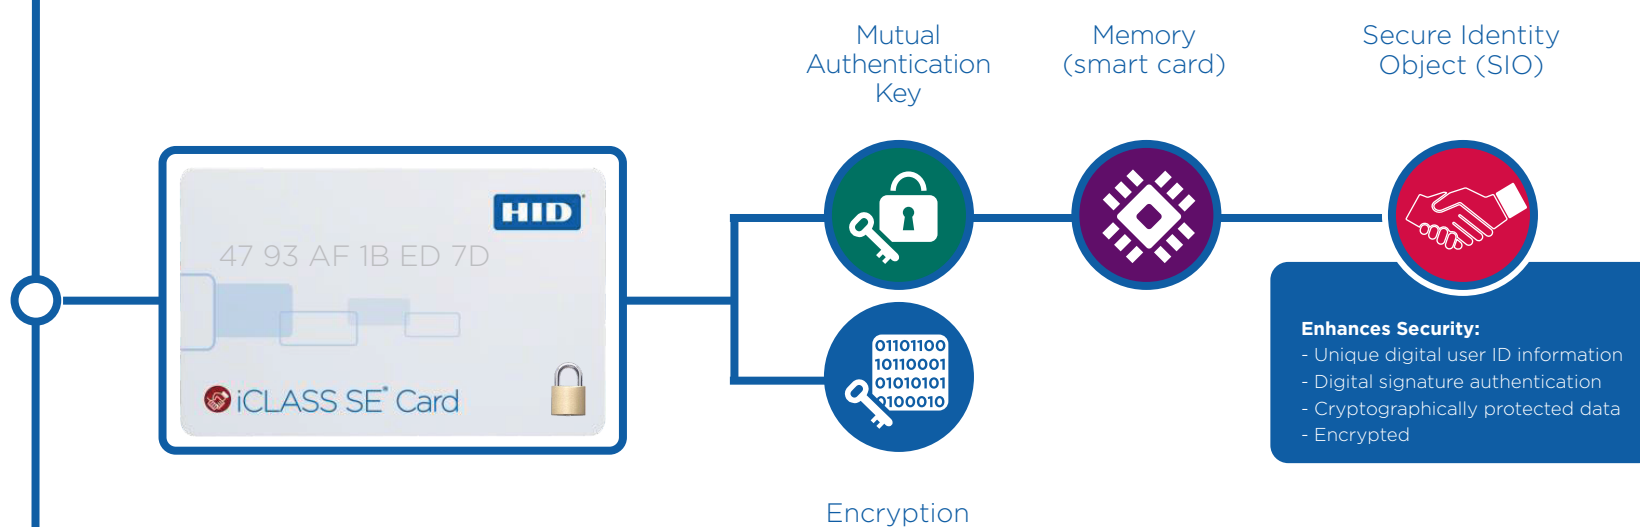 Mutual
Authentication
Key
Memory
(smart card)
Secure Identity
Object (SIO)
HID
47 93 AF 1B ED 7D
iCLASS SE® Card
01101100
10110001
01010101
0100010
Enhances Security:
- Unique digital user ID information
- Digital signature authentication
- Cryptographically protected data
- Encrypted
Encryption